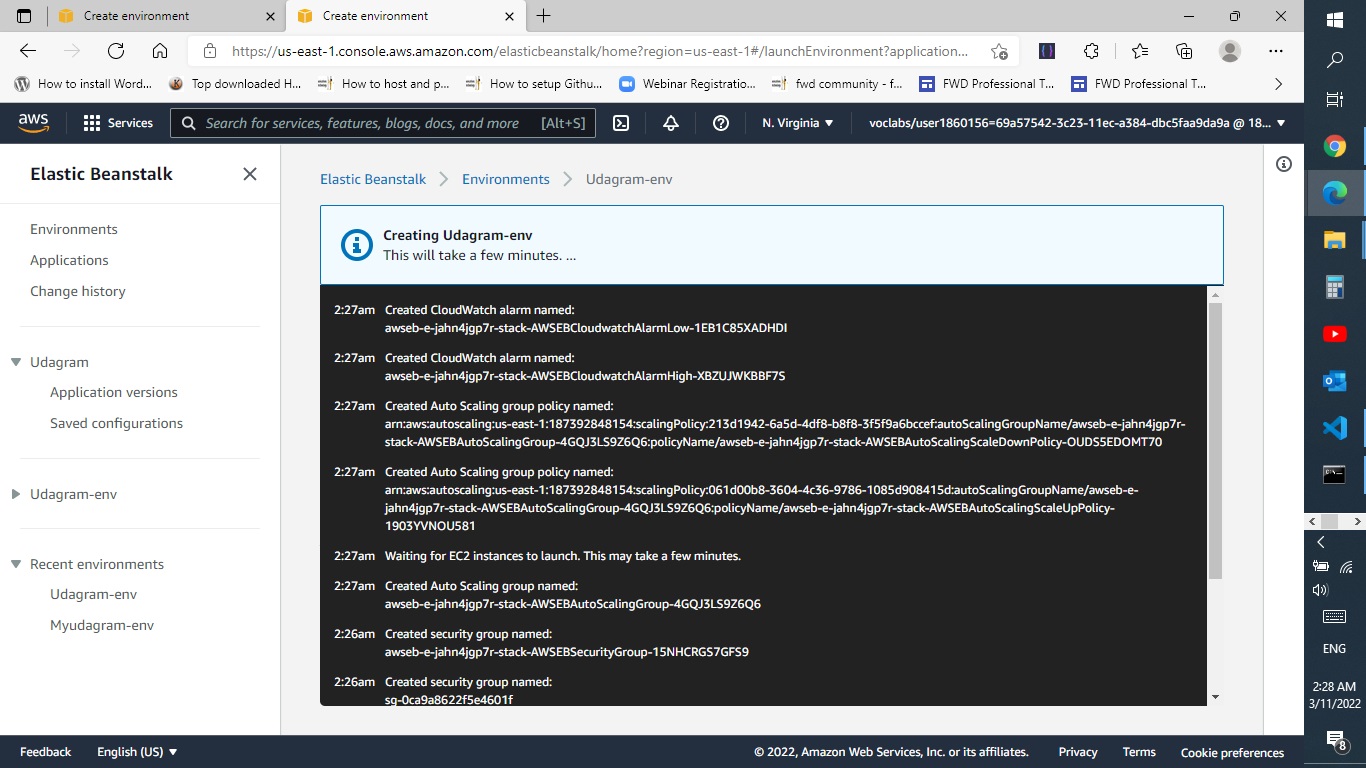 Create environment
Create environment
https://us-east-1.console.aws.amazon.com/elasticbeanstalk/home?region=us-east-1#/launchEnvironment?application...
How to install Word...
Top downloaded H...
How to host and p...
How to setup Githu...
Webinar Registratio...
fwd community - f...
FWD Professional T...
FWD Professional T...
aws
Services
Search for services, features, blogs, docs, and more
[Alt+S]
N. Virginia
voclabs/user1860156=69a57542-3c23-11ec-a384-dbc5faa9da9a @ 18...
Elastic Beanstalk
Environments
Applications
Change history
Udagram
Application versions
Saved configurations
Udagram-env
Recent environments
Udagram-env
Myudagram-env
Elastic Beanstalk
Environments
Udagram-env
Creating Udagram-env
This will take a few minutes. ...
2:27am Created CloudWatch alarm named:
awseb-e-jahn4jgp7r-stack-AWSEBCloudwatchAlarmLow-1EB1C85XADHDI
2:27am Created CloudWatch alarm named:
awseb-e-jahn4jgp7r-stack-AWSEBCloudwatchAlarmHigh-XBZUJWKBBF7S
2:27am Created Auto Scaling group policy named:
arn:aws:autoscaling:us-east-1:187392848154:scalingPolicy:213d1942-6a5d-4df8-b8f8-3f5f9a6bccef:autoScalingGroupName/awseb-e-jahn4jgp7r-
stack-AWSEBAutoScalingGroup-4GQJ3LS9Z6Q6:policyName/awseb-e-jahn4jgp7r-stack-AWSEBAutoScalingScaleDownPolicy-OUDS5EDOMT70
2:27am Created Auto Scaling group policy named:
arn:aws:autoscaling:us-east-1:187392848154:scalingPolicy:061d00b8-3604-4c36-9786-1085d908415d:autoScalingGroupName/awseb-e-
jahn4jgp7r-stack-AWSEBAutoScalingGroup-4GQJ3LS9Z6Q6:policyName/awseb-e-jahn4jgp7r-stack-AWSEBAutoScalingScaleUpPolicy-
1903YVNOU581
2:27am Waiting for EC2 instances to launch. This may take a few minutes.
2:27am Created Auto Scaling group named:
awseb-e-jahn4jgp7r-stack-AWSEBAutoScalingGroup-4GQJ3LS9Z6Q6
2:26am Created security group named:
awseb-e-jahn4jgp7r-stack-AWSEBSecurityGroup-15NHCRGS7GFS9
2:26am Created security group named:
sg-0ca9a8622f5e4601f
Feedback
English (US)
© 2022, Amazon Web Services, Inc. or its affiliates.
Privacy
Terms
Cookie preferences
ENG
2:28 AM
3/11/2022
8